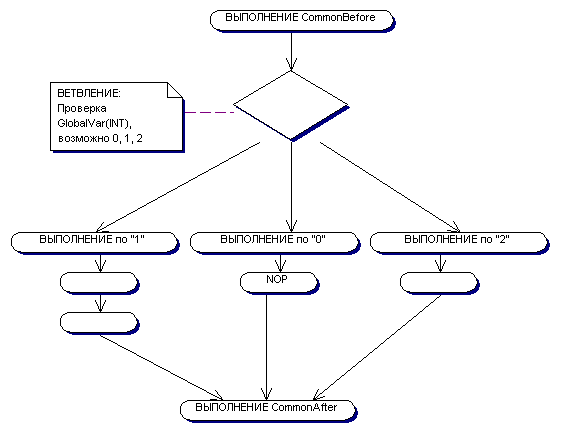 ВЫПОЛНЕНИЕ CommonBefore
ВЕТВЛЕНИЕ:
Проверка
GlobalVar(INT),
возможно 0, 1, 2
ВЫПОЛНЕНИЕ по "1"
ВЫПОЛНЕНИЕ по "0"
ВЫПОЛНЕНИЕ по "2"
NOP
ВЫПОЛНЕНИЕ CommonAfter